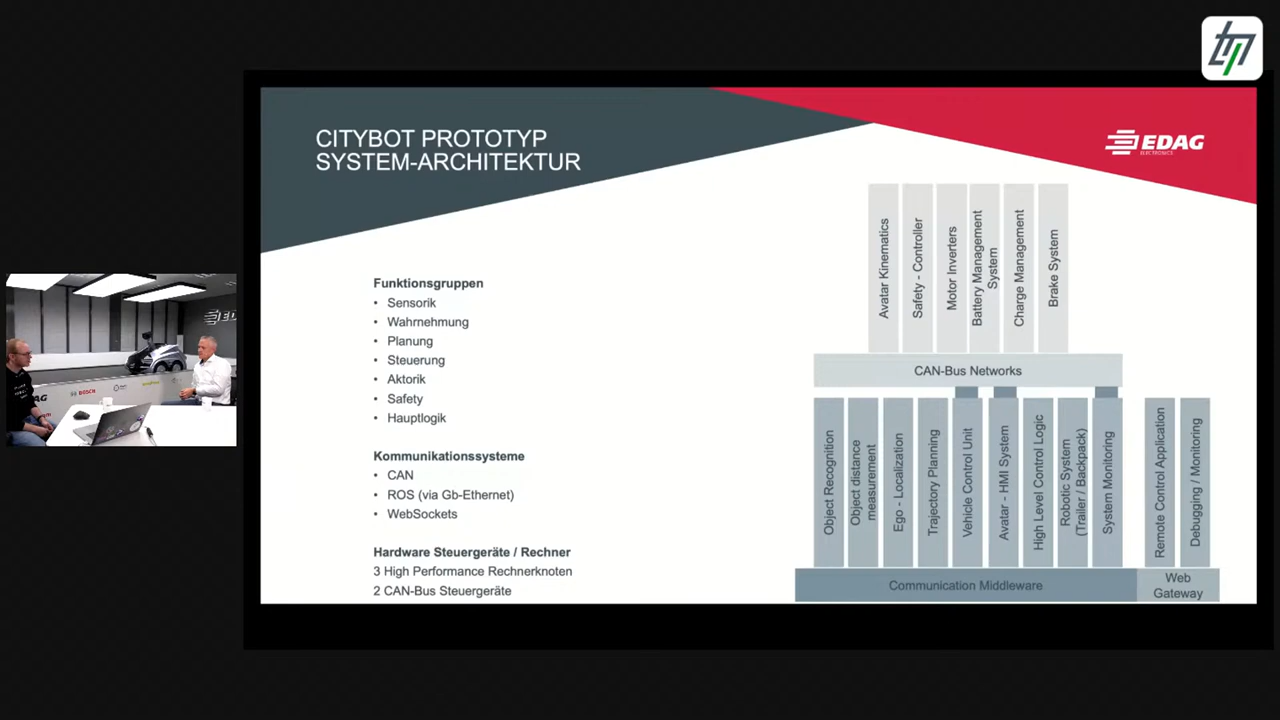 CITYBOT PROTOTYP
SYSTEM-ARCHITEKTUR
EDAG
ELECTRONICS
Funktionsgruppen
• Sensorik
• Wahrnehmung
• Planung
• Steuerung
• Aktorik
• Safety
• Hauptlogik
Kommunikationssysteme
• CAN
• ROS (via Gb-Ethernet)
• WebSockets
Hardware Steuergeräte / Rechner
3 High Performance Rechnerknoten
2 CAN-Bus Steuergeräte
Avatar Kinematics
Safety - Controller
Motor Inverters
Battery Management
System
Charge Management
Brake System
CAN-Bus Networks
Object Recognition
Object distance
measurement
Ego - Localization
Trajectory Planning
Vehicle Control Unit
Avatar - HMI System
High Level Control Logic
Robotic System
(Trailer / Backpack)
System Monitoring
Remote Control Application
Debugging / Monitoring
Communication Middleware
Web
Gateway
BOSCH